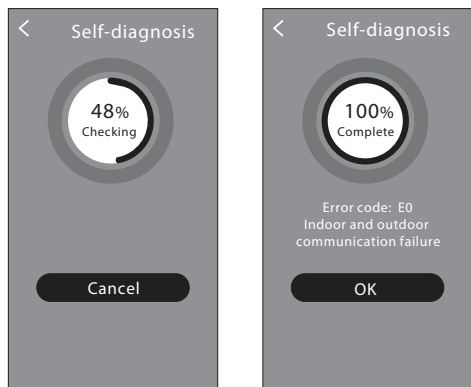 Self-diagnosis
48%
Checking
Cancel
Self-diagnosis
100%
Complete
Error code: E0
Indoor and outdoor
communication failure
OK